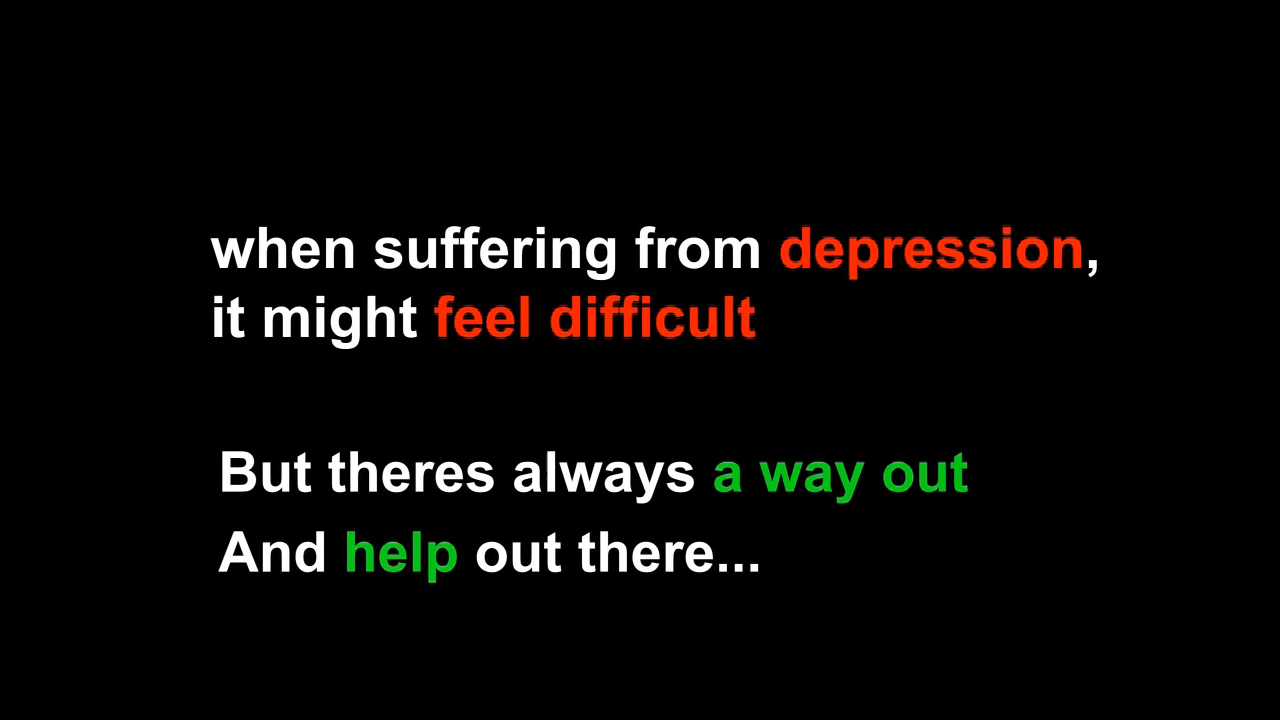 when suffering from depression,
it might feel difficult
But theres always a way out
And help out there...